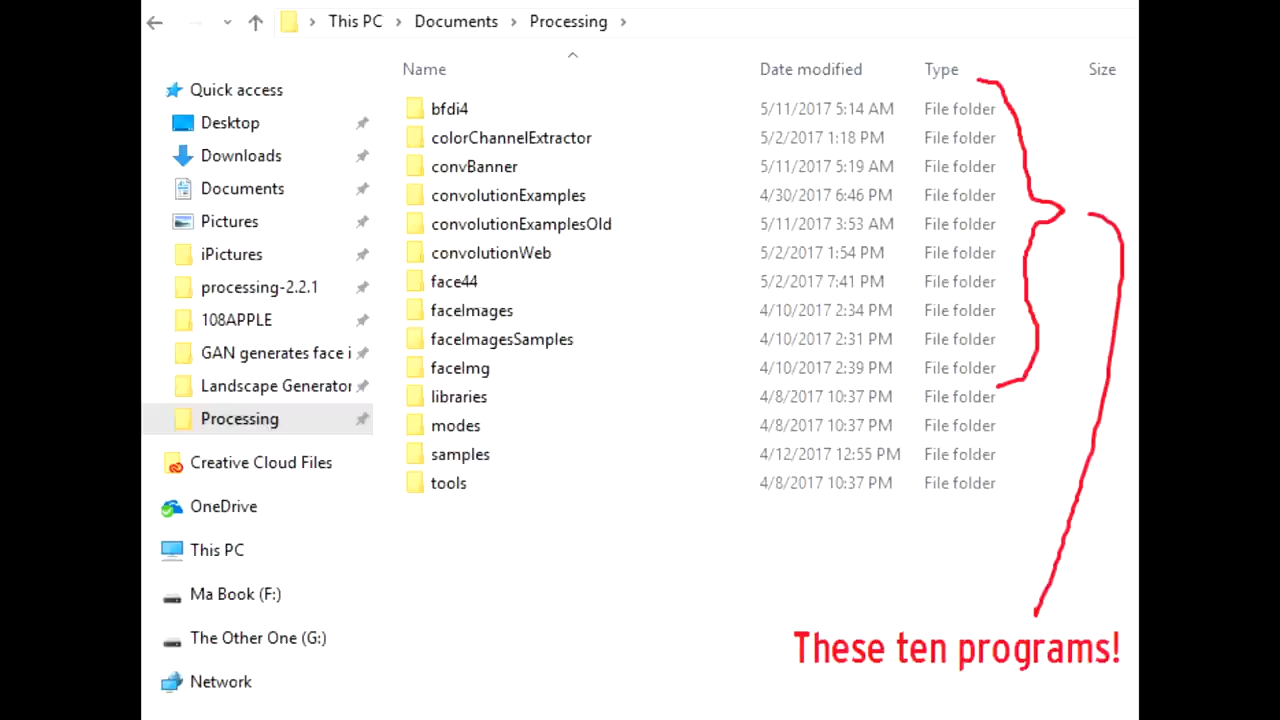 This PC > Documents > Processing >
Name Date modified Type Size
Quick access
Desktop
Downloads
Documents
Pictures
iPictures
processing-2.2.1
108APPLE
GAN generates face i
Landscape Generator
Processing
Creative Cloud Files
OneDrive
This PC
Ma Book (F:)
The Other One (G:)
Network
bfdi4 5/11/2017 5:14 AM File folder
colorChannelExtractor 5/2/2017 1:18 PM File folder
convBanner 5/11/2017 5:19 AM File folder
convolutionExamples 4/30/2017 6:46 PM File folder
convolutionExamplesOld 5/11/2017 3:53 AM File folder
convolutionWeb 5/2/2017 1:54 PM File folder
face44 5/2/2017 7:41 PM File folder
faceImages 4/10/2017 2:34 PM File folder
faceImagesSamples 4/10/2017 2:31 PM File folder
faceImg 4/10/2017 2:39 PM File folder
libraries 4/8/2017 10:37 PM File folder
modes 4/8/2017 10:37 PM File folder
samples 4/12/2017 12:55 PM File folder
tools 4/8/2017 10:37 PM File folder
These ten programs!